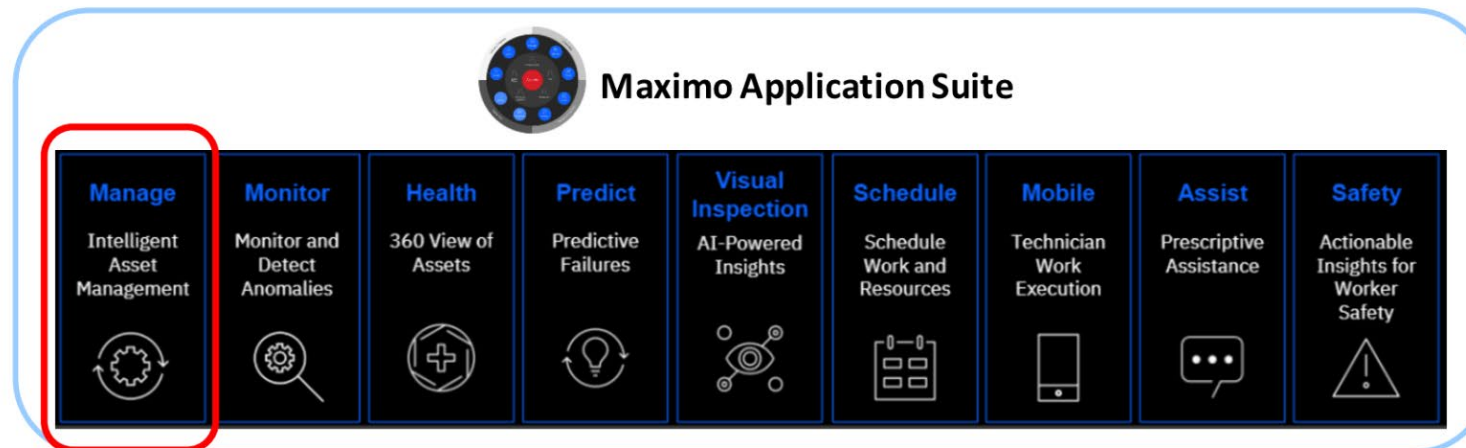 Maximo Application Suite
Manage
Intelligent
Asset
Management
Monitor
Monitor and
Detect
Anomalies
Health
360 View of
Assets
Predict
Predictive
Failures
Visual
Inspection
AI-Powered
Insights
Schedule
Schedule
Work and
Resources
Mobile
Technician
Work
Execution
Assist
Prescriptive
Assistance
Safety
Actionable
Insights for
Worker
Safety